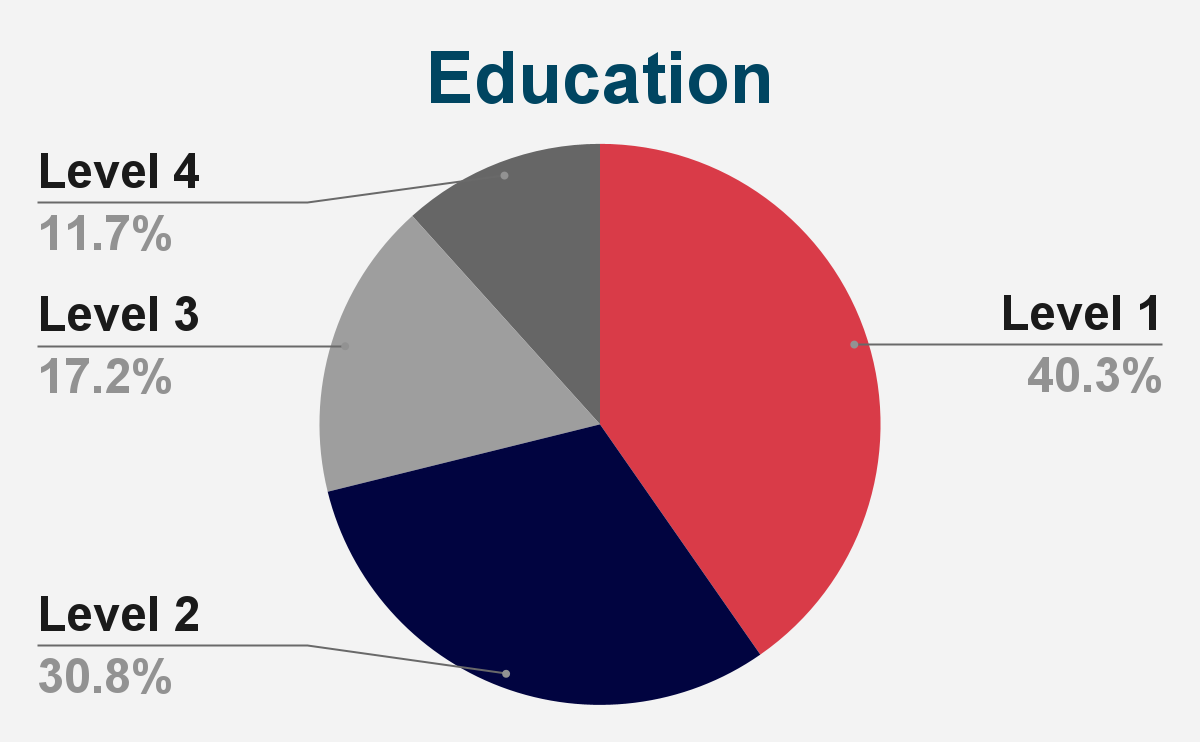 Education
Level 4
11.7%
Level 3
17.2%
Level 1
40.3%
Level 2
30.8%